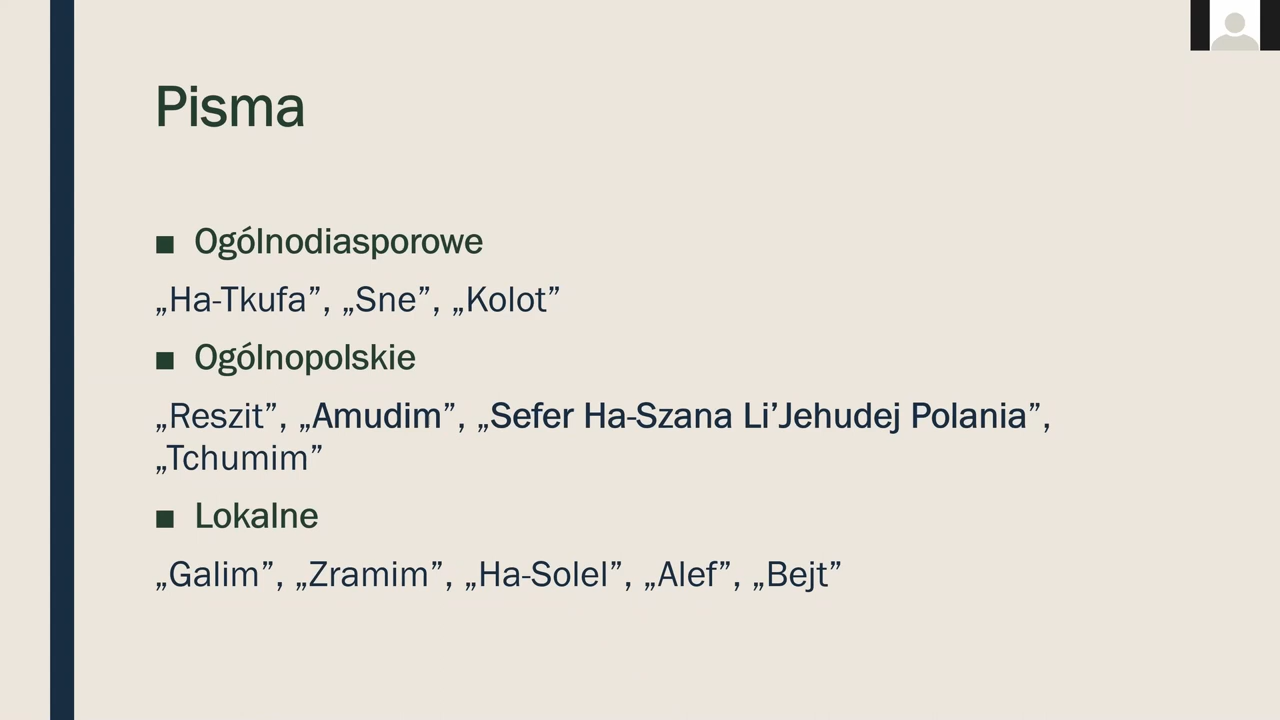 Pisma
■ Ogólnodiasporowe
„Ha-Tkufa”, „Sne”, „Kolot”
■ Ogólnopolskie
„Reszit”, „Amudim”, „Sefer Ha-Szana Li’Jehudej Polania”,
„Tchumim”
■ Lokalne
„Galim”, „Zramim”, „Ha-Solel”, „Alef”, „Bejt”